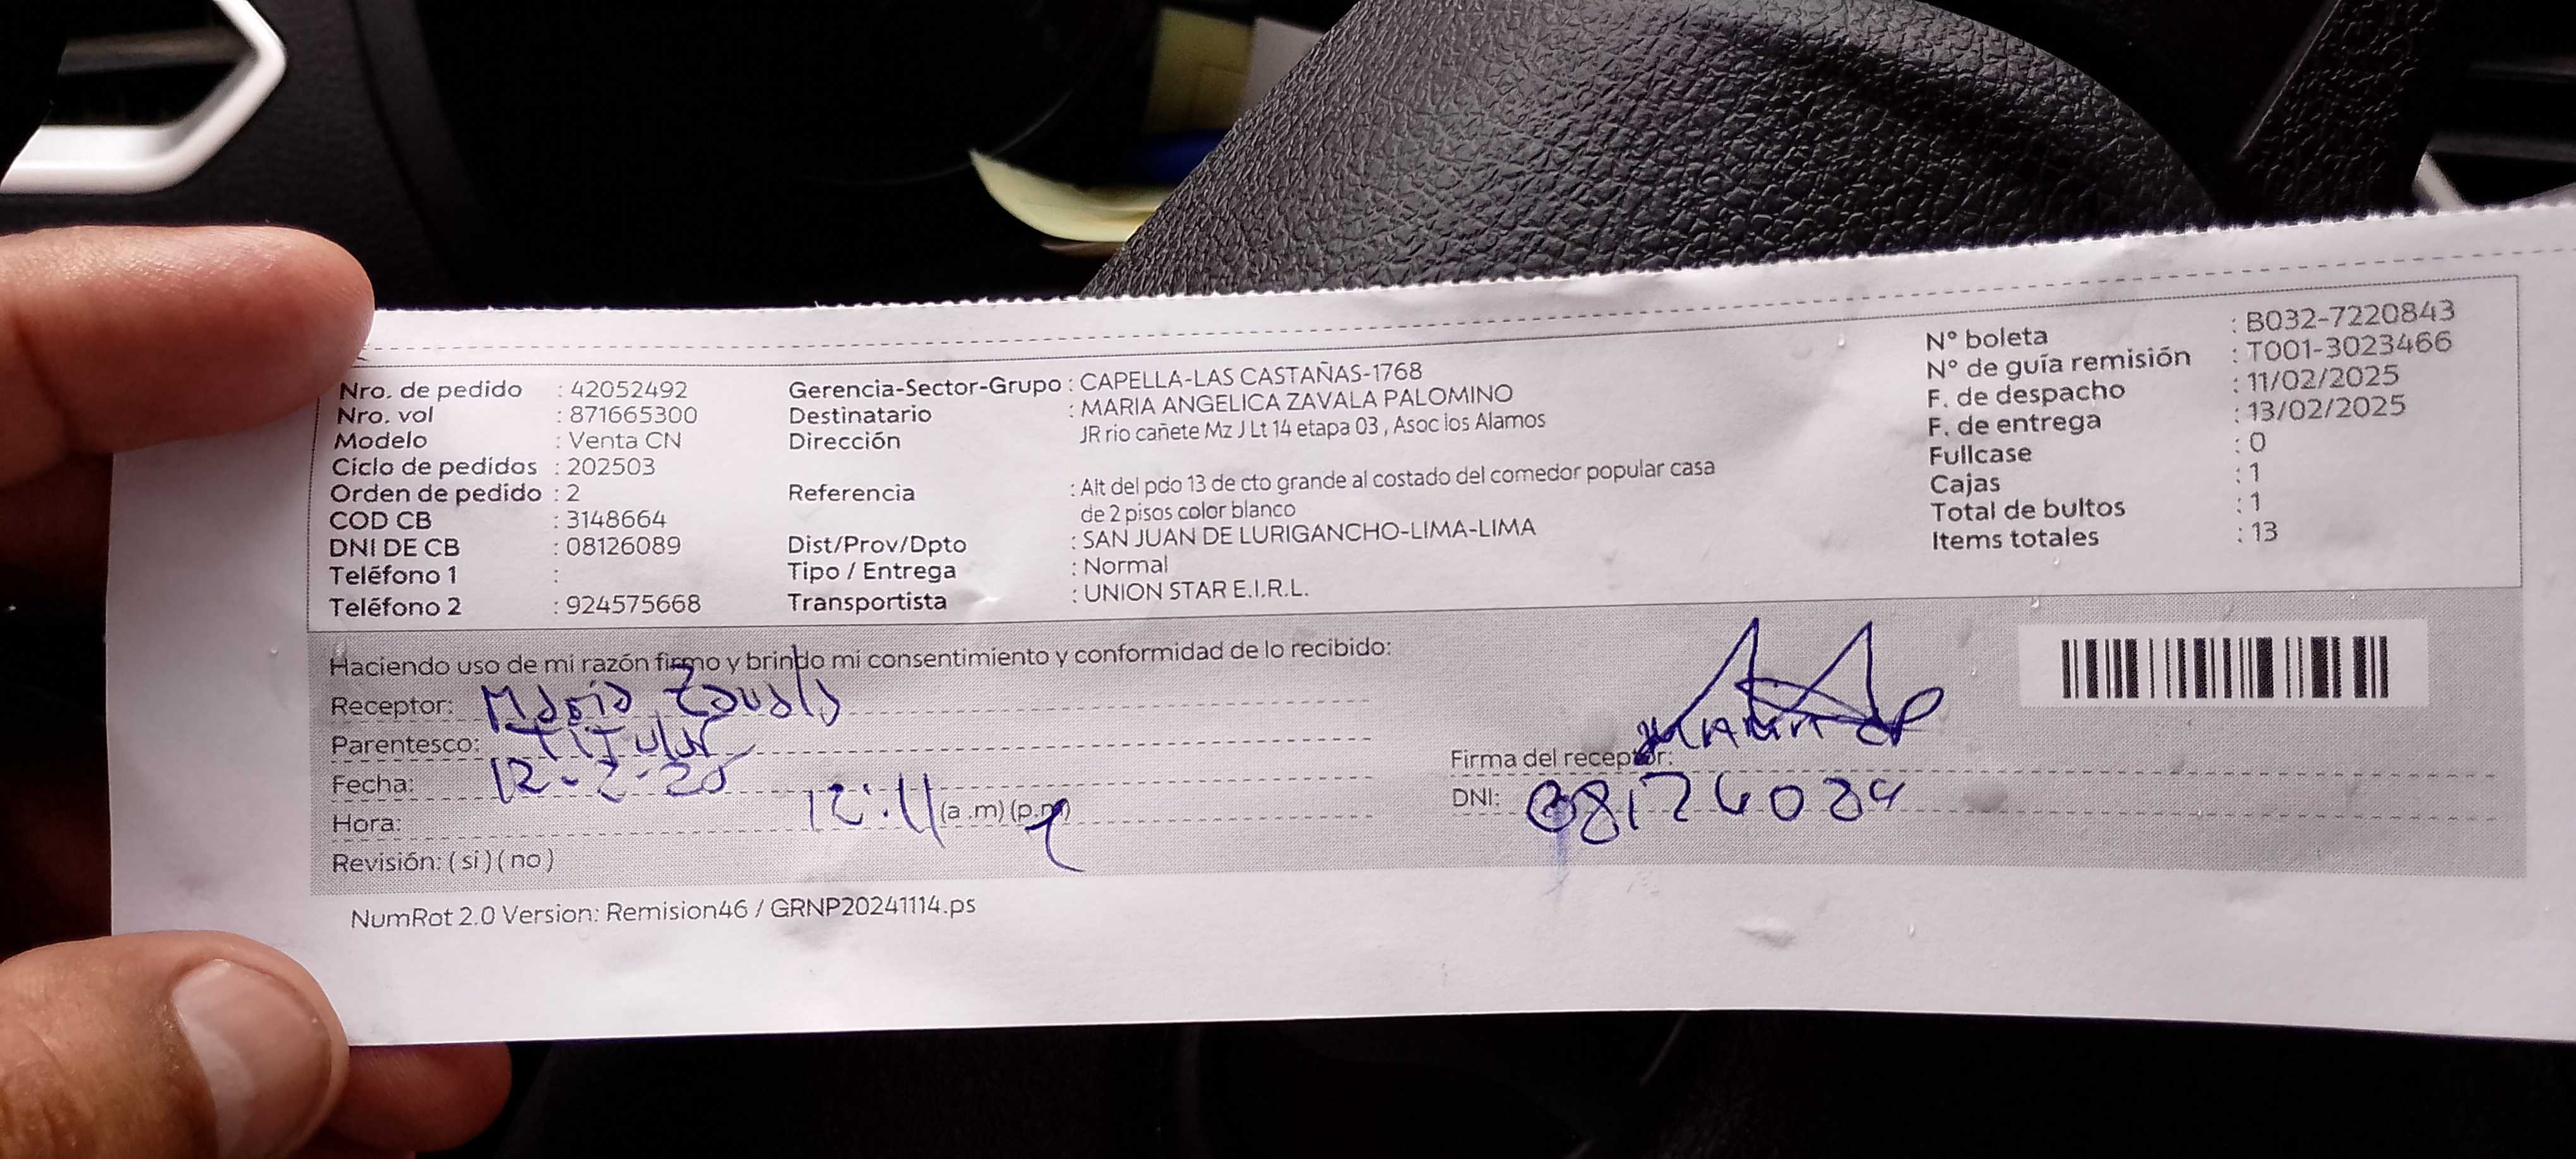 Nro. de pedido : 42052492
Nro. vol : 871665300
Modelo : Venta CN
Ciclo de pedidos : 202503
Orden de pedido : 2
COD CB : 3148664
DNI DE CB : 08126089
Teléfono 1 :
Teléfono 2 : 924575668
Gerencia-Sector-Grupo : CAPELLA-LAS CASTAÑAS-1768
Destinatario : MARIA ANGELICA ZAVALA PALOMINO
Dirección JR rio cañete Mz J Lt 14 etapa 03 , Asoc los Alamos
Referencia : Alt del pdo 13 de cto grande al costado del comedor popular casa
de 2 pisos color blanco
Dist/Prov/Dpto : SAN JUAN DE LURIGANCHO-LIMA-LIMA
Tipo / Entrega : Normal
Transportista : UNION STAR E.I.R.L.
N° boleta : B032-7220843
N° de guía remisión : T001-3023466
F. de despacho : 11/02/2025
F. de entrega : 13/02/2025
Fullcase : 0
Cajas : 1
Total de bultos : 1
Items totales : 13
Haciendo uso de mi razón firmo y brindo mi consentimiento y conformidad de lo recibido:
Receptor: Maria Zavala
Parentesco: Titular
Fecha: 12-2-25
Hora: 12:11 (a .m) (p.m)
Revisión: ( si ) ( no )
Firma del receptor:
DNI: 08126089
NumRot 2.0 Version: Remision46 / GRNP20241114.ps